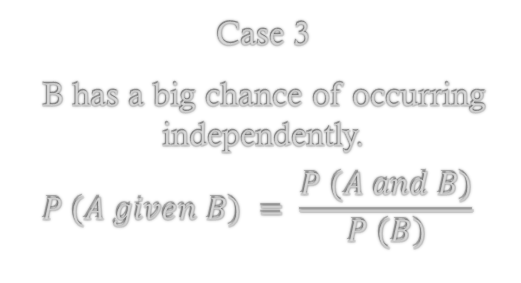 Case 3
B has a big chance of occurring
independently.
P (A given B) = P (A and B) / P (B)